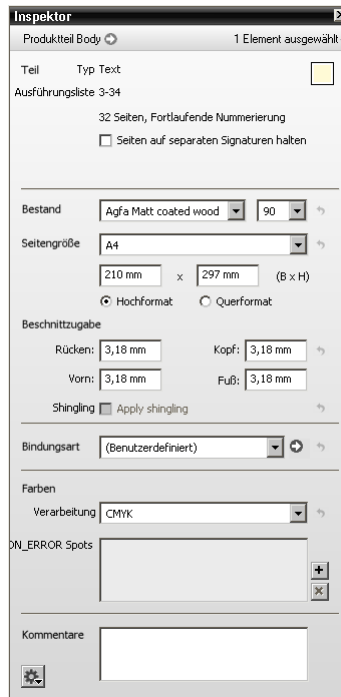 Inspektor
Produktteil Body 1 Element ausgewählt
Teil Typ Text
Ausführungsliste 3-34
32 Seiten, Fortlaufende Nummerierung
Seiten auf separaten Signaturen halten
Bestand Agfa Matt coated wood 90
Seitengröße A4
210 mm x 297 mm (B x H)
Hochformat Querformat
Beschnittzugabe
Rücken: 3,18 mm Kopf: 3,18 mm
Vorn: 3,18 mm Fuß: 3,18 mm
Shingling Apply shingling
Bindungsart (Benutzerdefiniert)
Farben
Verarbeitung CMYK
ON_ERROR Spots
Kommentare